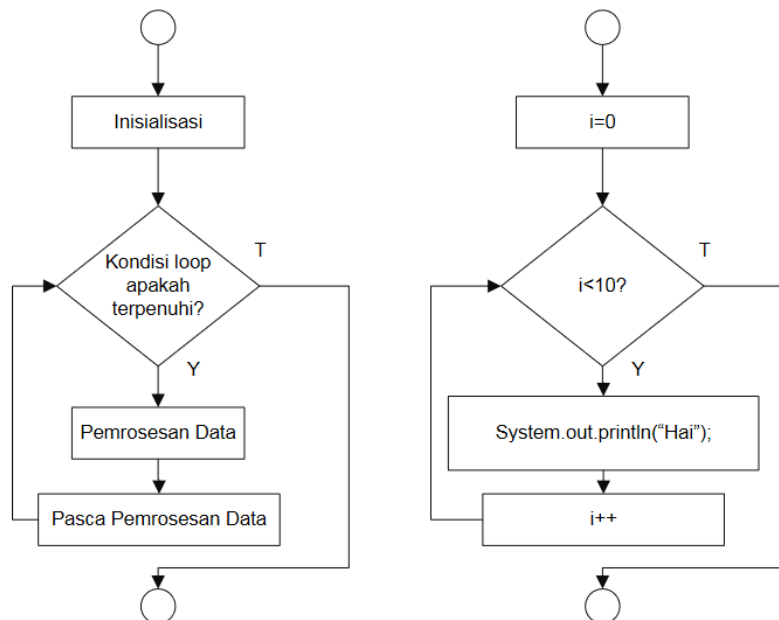 Inisialisasi
Kondisi loop
apakah
terpenuhi?
T
Y
Pemrosesan Data
Pasca Pemrosesan Data
i=0
i<10?
T
Y
System.out.println(“Hai”);
i++